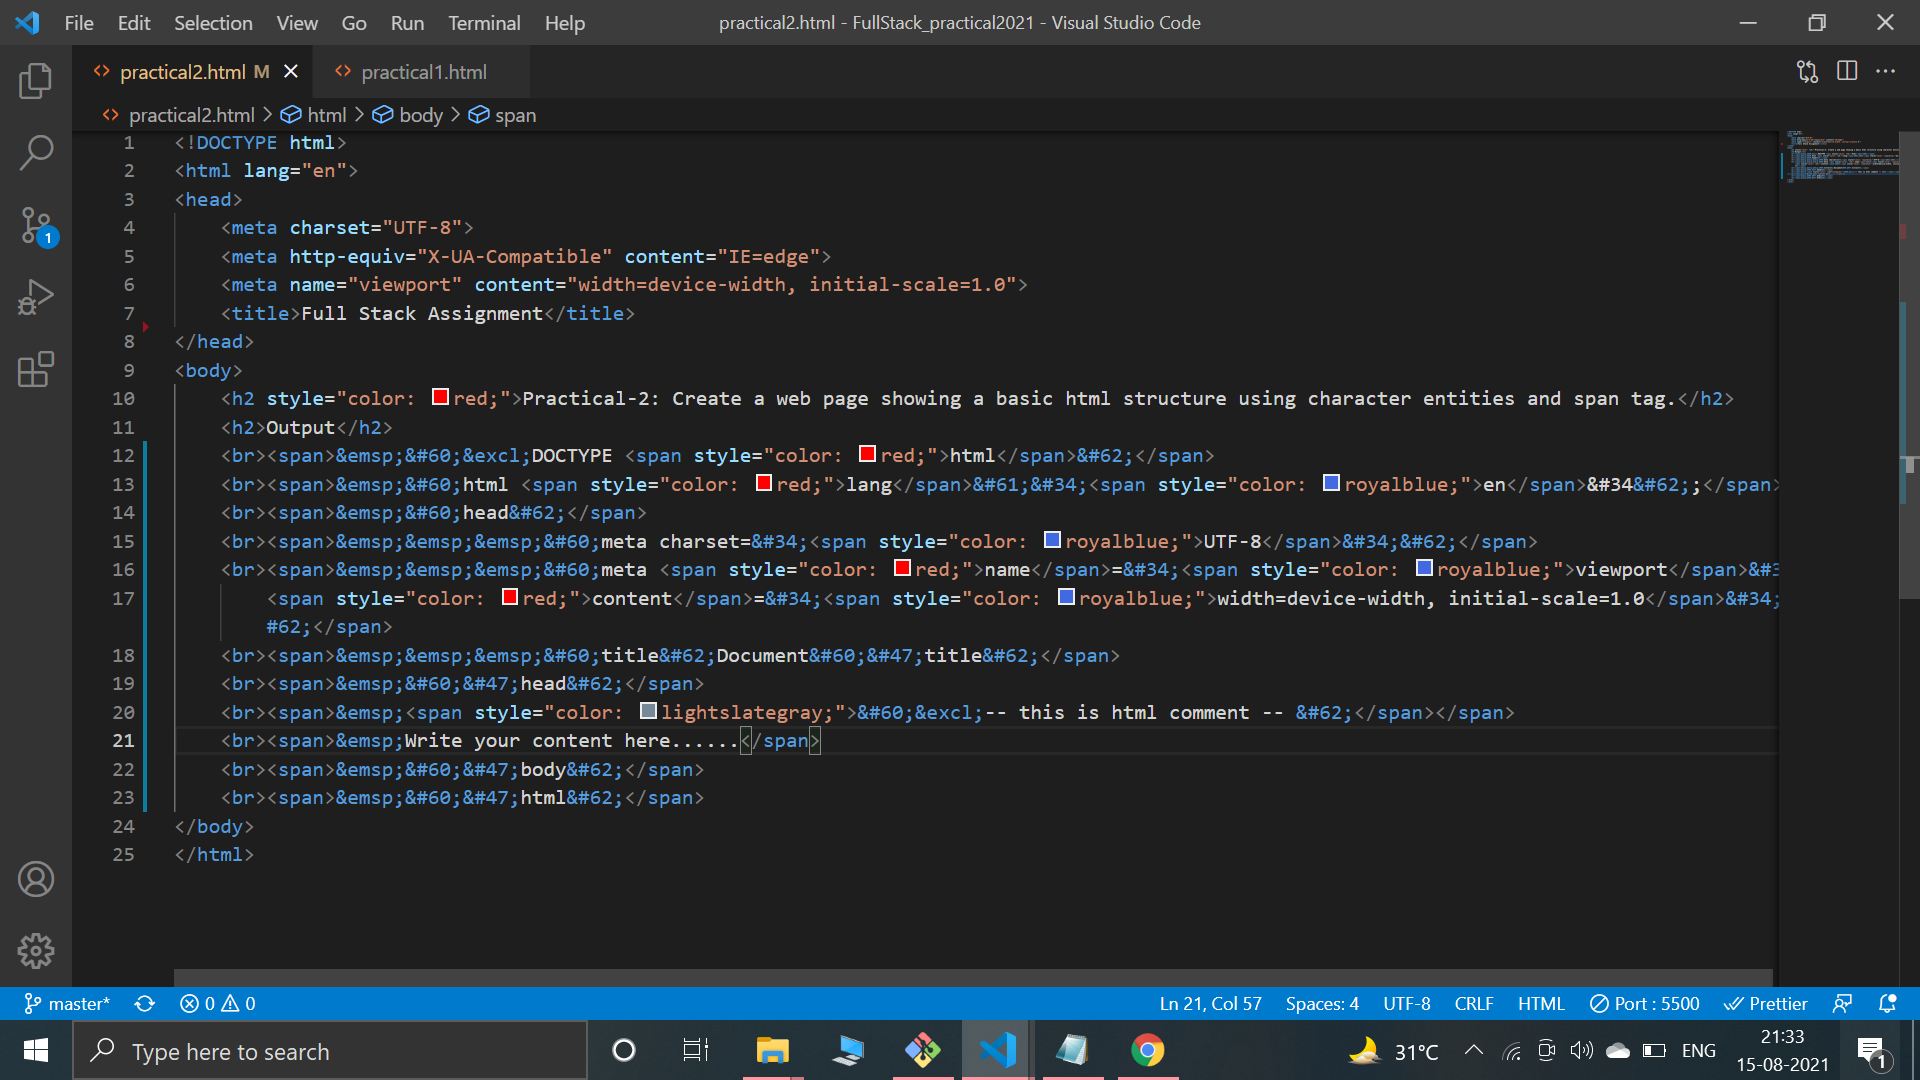 File Edit Selection View Go Run Terminal Help practical2.html - FullStack_practical2021 - Visual Studio Code
practical2.html M practical1.html
practical2.html > html > body > span
1 <!DOCTYPE html>
2 <html lang="en">
3 <head>
4 <meta charset="UTF-8">
5 <meta http-equiv="X-UA-Compatible" content="IE=edge">
6 <meta name="viewport" content="width=device-width, initial-scale=1.0">
7 <title>Full Stack Assignment</title>
8 </head>
9 <body>
10 <h2 style="color: red;">Practical-2: Create a web page showing a basic html structure using character entities and span tag.</h2>
11 <h2>Output</h2>
12 <br><span>&emsp;&#60;&excl;DOCTYPE <span style="color: red;">html</span>&#62;</span>
13 <br><span>&emsp;&#60;html <span style="color: red;">lang</span>&#61;&#34;<span style="color: royalblue;">en</span>&#34&#62;;</span>
14 <br><span>&emsp;&#60;head&#62;</span>
15 <br><span>&emsp;&emsp;&emsp;&#60;meta charset=&#34;<span style="color: royalblue;">UTF-8</span>&#34;&#62;</span>
16 <br><span>&emsp;&emsp;&emsp;&#60;meta <span style="color: red;">name</span>=&#34;<span style="color: royalblue;">viewport</span>&#3
17 <span style="color: red;">content</span>=&#34;<span style="color: royalblue;">width=device-width, initial-scale=1.0</span>&#34;
#62;</span>
18 <br><span>&emsp;&emsp;&emsp;&#60;title&#62;Document&#60;&#47;title&#62;</span>
19 <br><span>&emsp;&#60;&#47;head&#62;</span>
20 <br><span>&emsp;<span style="color: lightslategray;">&#60;&excl;-- this is html comment -- &#62;</span></span>
21 <br><span>&emsp;Write your content here......</span>
22 <br><span>&emsp;&#60;&#47;body&#62;</span>
23 <br><span>&emsp;&#60;&#47;html&#62;</span>
24 </body>
25 </html>
1
master* 0 0 Ln 21, Col 57 Spaces: 4 UTF-8 CRLF HTML Port : 5500 Prettier
Type here to search 31°C ENG 21:33
15-08-2021 1